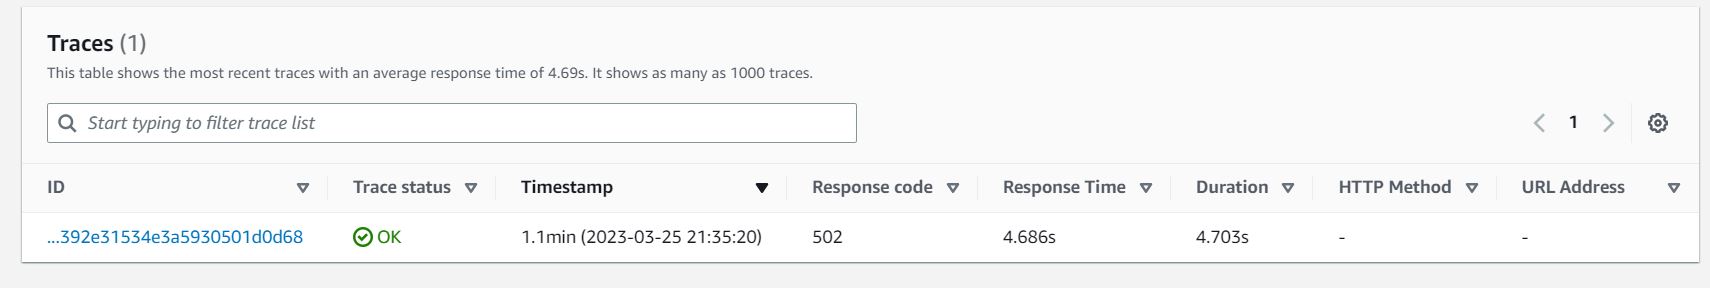 Traces (1)
This table shows the most recent traces with an average response time of 4.69s. It shows as many as 1000 traces.
Start typing to filter trace list
1
ID Trace status Timestamp Response code Response Time Duration HTTP Method URL Address
...392e31534e3a5930501d0d68 OK 1.1min (2023-03-25 21:35:20) 502 4.686s 4.703s - -